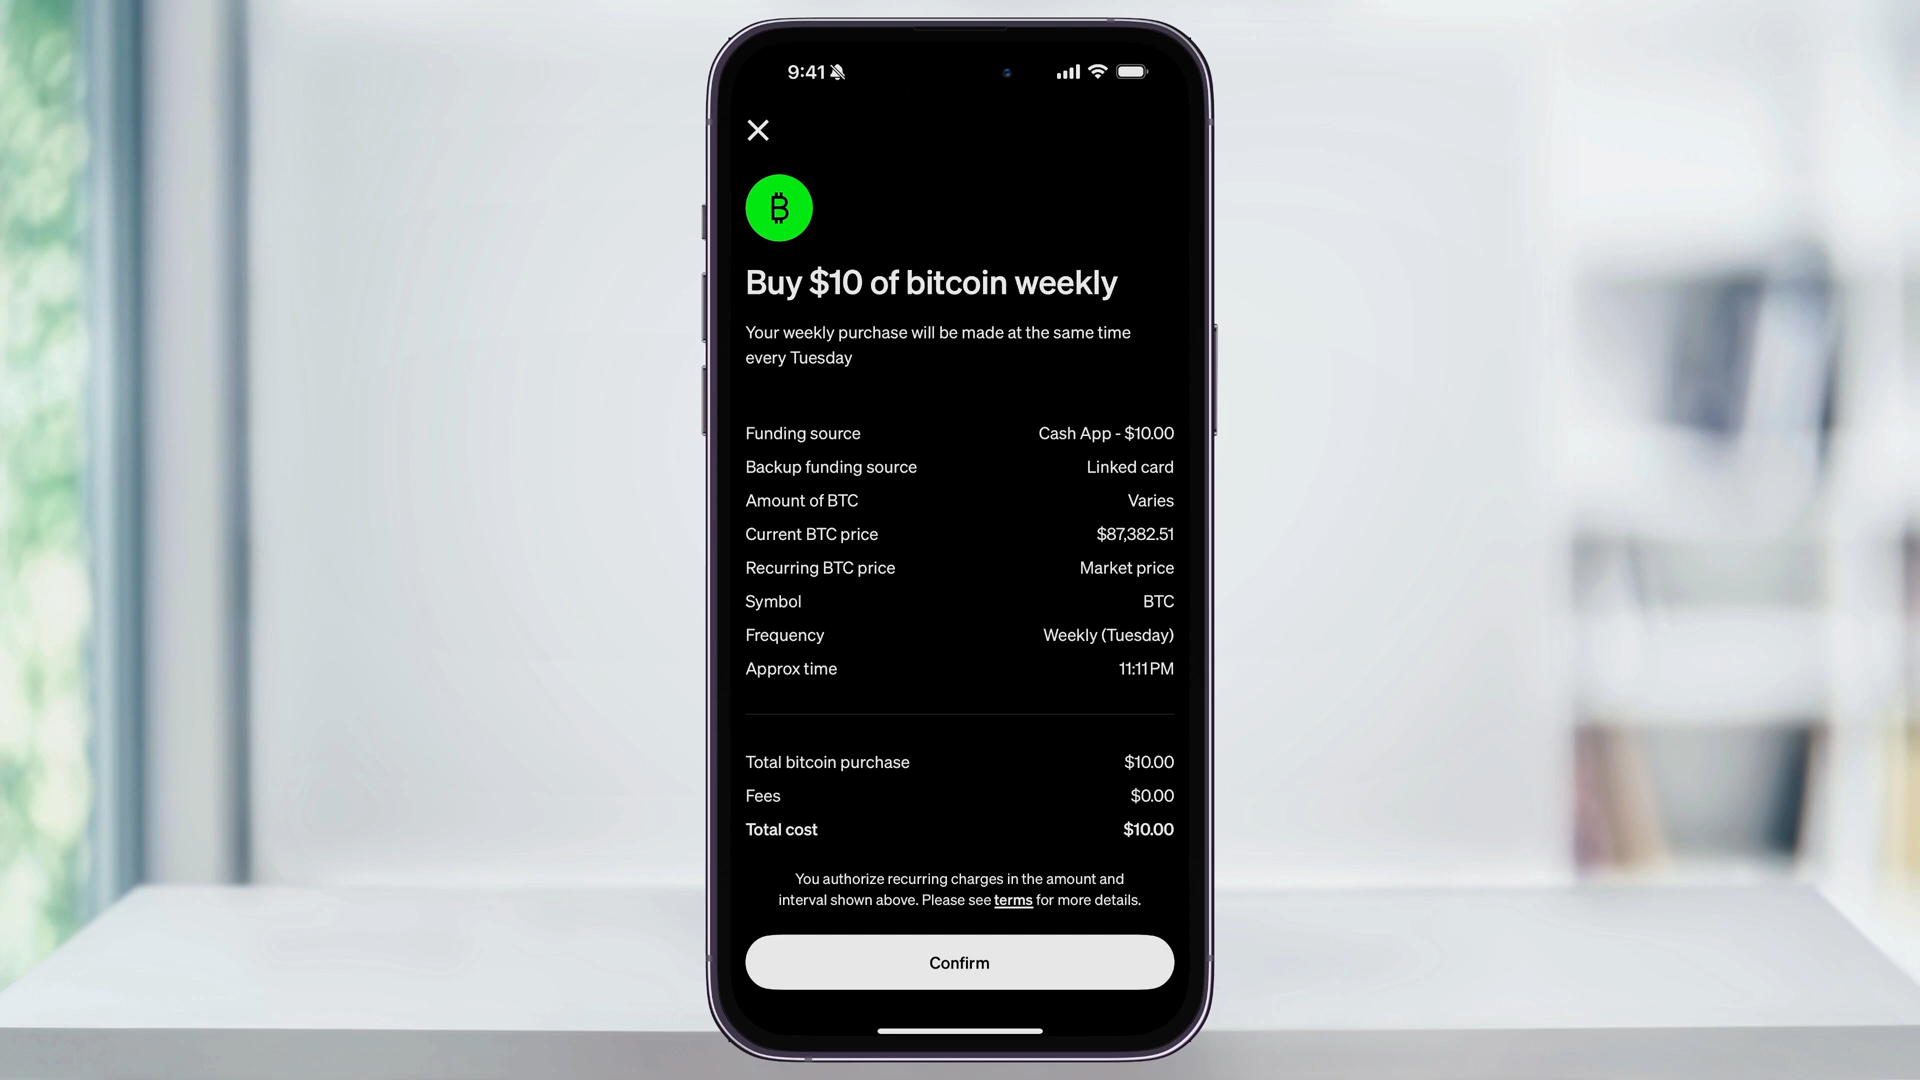 9:41
Buy $10 of bitcoin weekly
Your weekly purchase will be made at the same time
every Tuesday
Funding source Cash App - $10.00
Backup funding source Linked card
Amount of BTC Varies
Current BTC price $87,382.51
Recurring BTC price Market price
Symbol BTC
Frequency Weekly (Tuesday)
Approx time 11:11 PM
Total bitcoin purchase $10.00
Fees $0.00
Total cost $10.00
You authorize recurring charges in the amount and
interval shown above. Please see terms for more details.
Confirm